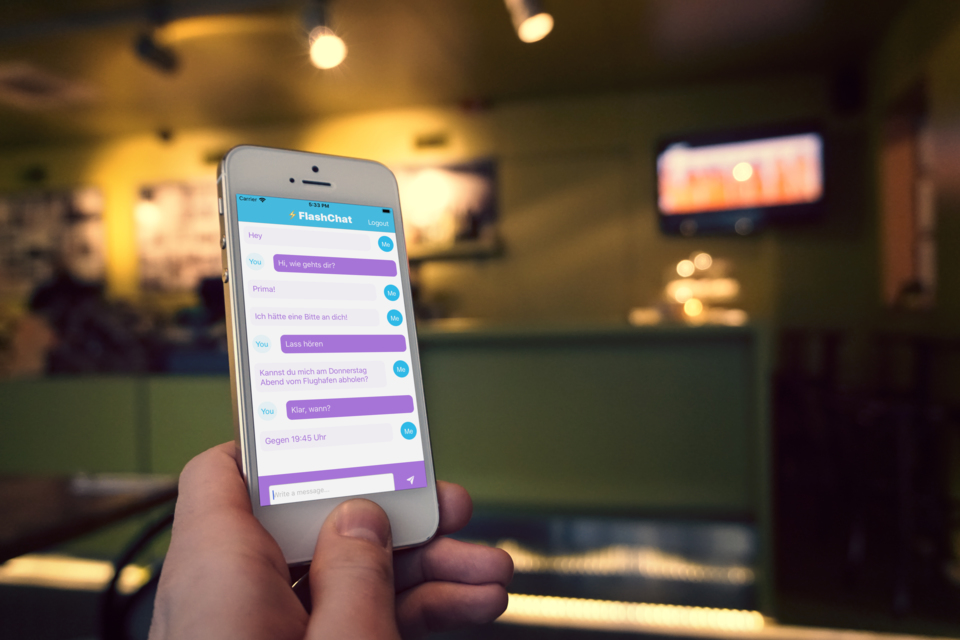 Carrier 5:33 PM
⚡FlashChat Logout
Hey Me
You Hi, wie gehts dir?
Prima! Me
Ich hätte eine Bitte an dich! Me
You Lass hören
Kannst du mich am Donnerstag Me
Abend vom Flughafen abholen?
You Klar, wann?
Gegen 19:45 Uhr Me
Write a message...